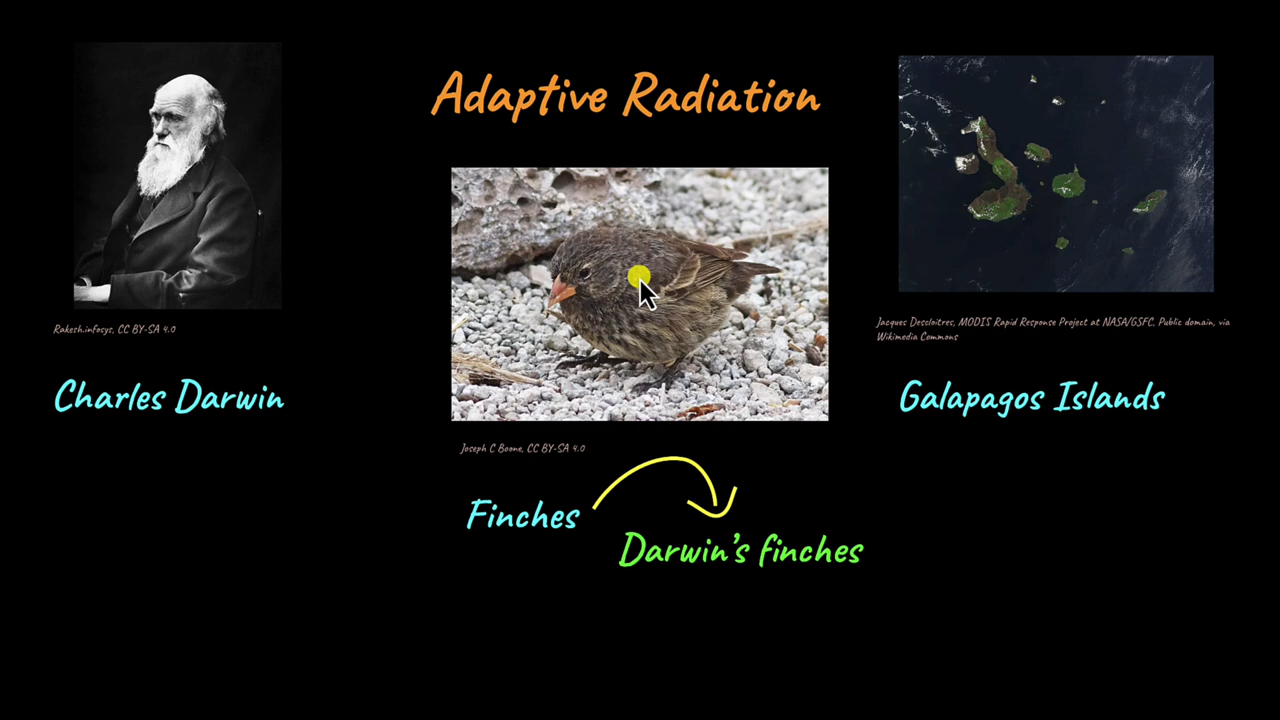 Adaptive Radiation
Rakesh.infosys, CC BY-SA 4.0
Charles Darwin
Jacques Descloitres, MODIS Rapid Response Project at NASA/GSFC, Public domain, via
Wikimedia Commons
Galapagos Islands
Joseph C Boone, CC BY-SA 4.0
Finches
Darwin's finches